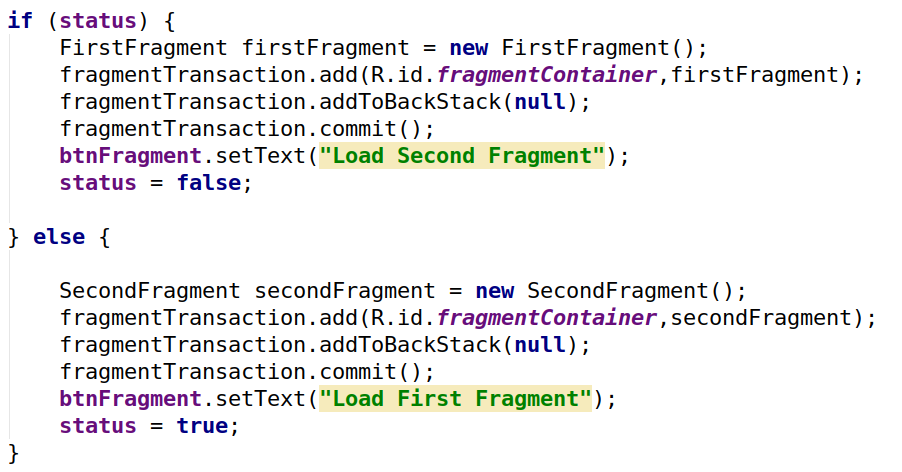 if (status) {
    FirstFragment firstFragment = new FirstFragment();
    fragmentTransaction.add(R.id.fragmentContainer,firstFragment);
    fragmentTransaction.addToBackStack(null);
    fragmentTransaction.commit();
    btnFragment.setText("Load Second Fragment");
    status = false;

} else {

    SecondFragment secondFragment = new SecondFragment();
    fragmentTransaction.add(R.id.fragmentContainer,secondFragment);
    fragmentTransaction.addToBackStack(null);
    fragmentTransaction.commit();
    btnFragment.setText("Load First Fragment");
    status = true;
}